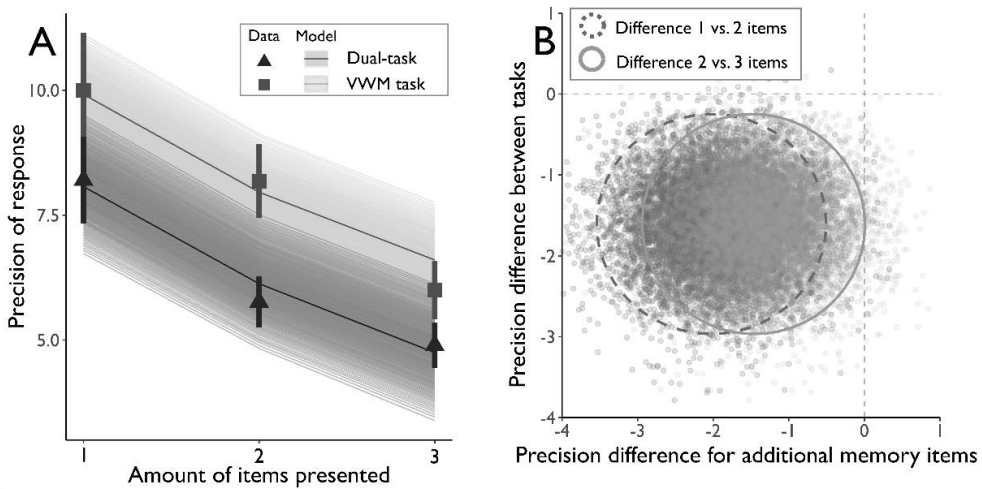 A
Data Model
Dual-task
VWM task
Precision of response
10.0
7.5
5.0
1 2 3
Amount of items presented
B
Difference 1 vs. 2 items
Difference 2 vs. 3 items
Precision difference between tasks
1
0
-1
-2
-3
-4
-4 -3 -2 -1 0 1
Precision difference for additional memory items